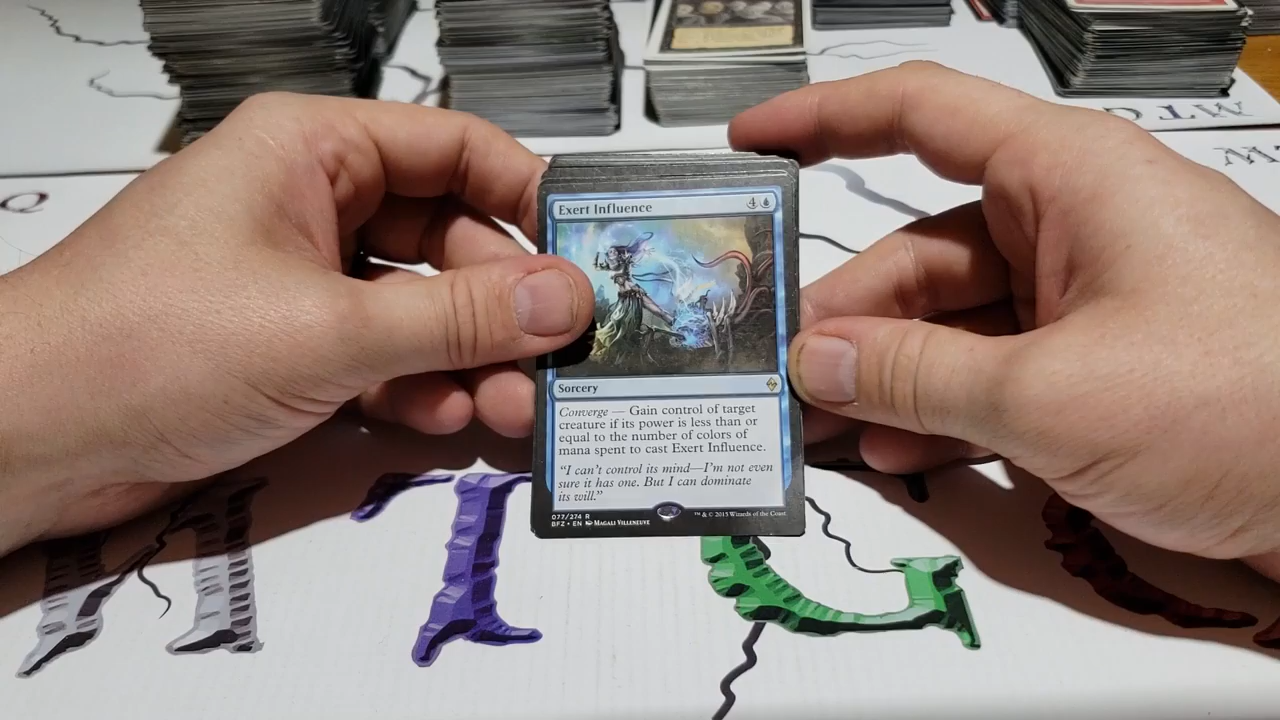 Exert Influence 4
Sorcery
Converge — Gain control of target
creature if its power is less than or
equal to the number of colors of
mana spent to cast Exert Influence.
"I can't control its mind—I'm not even
sure it has one. But I can dominate
its will."
077/274 R
BFZ • EN Magali Villeneuve
™ & © 2015 Wizards of the Coast
MTG